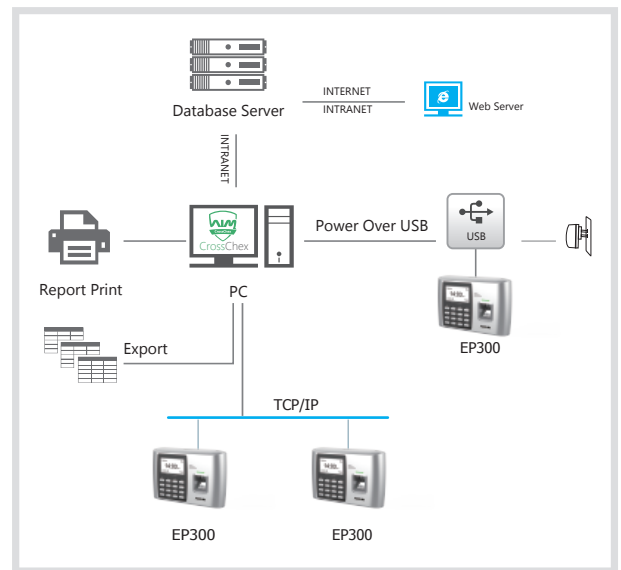 INTERNET
INTRANET
Database Server
Web Server
INTRANET
CrossChex
Power Over USB
USB
Report Print
PC
EP300
Export
TCP/IP
EP300
EP300